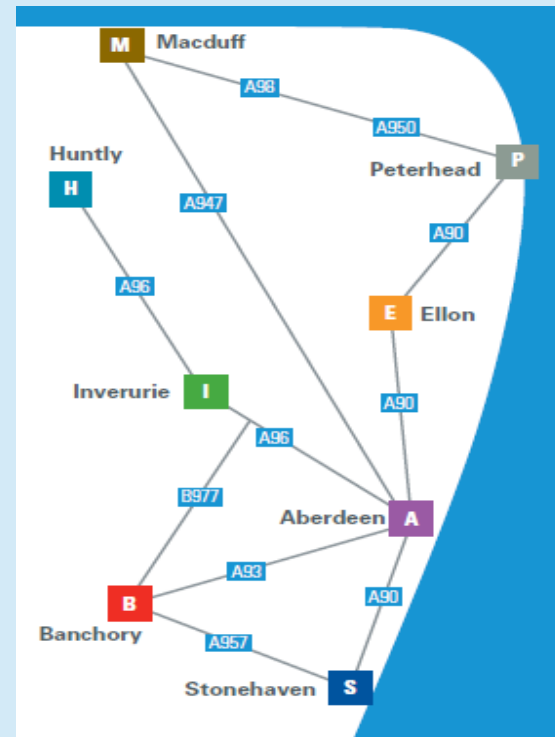 M Macduff
A98
A950
Huntly
P
Peterhead
H
A947
A90
A96
E Ellon
Inverurie I
A90
A96
B977
Aberdeen A
A93
A90
B
Banchory
A957
Stonehaven S